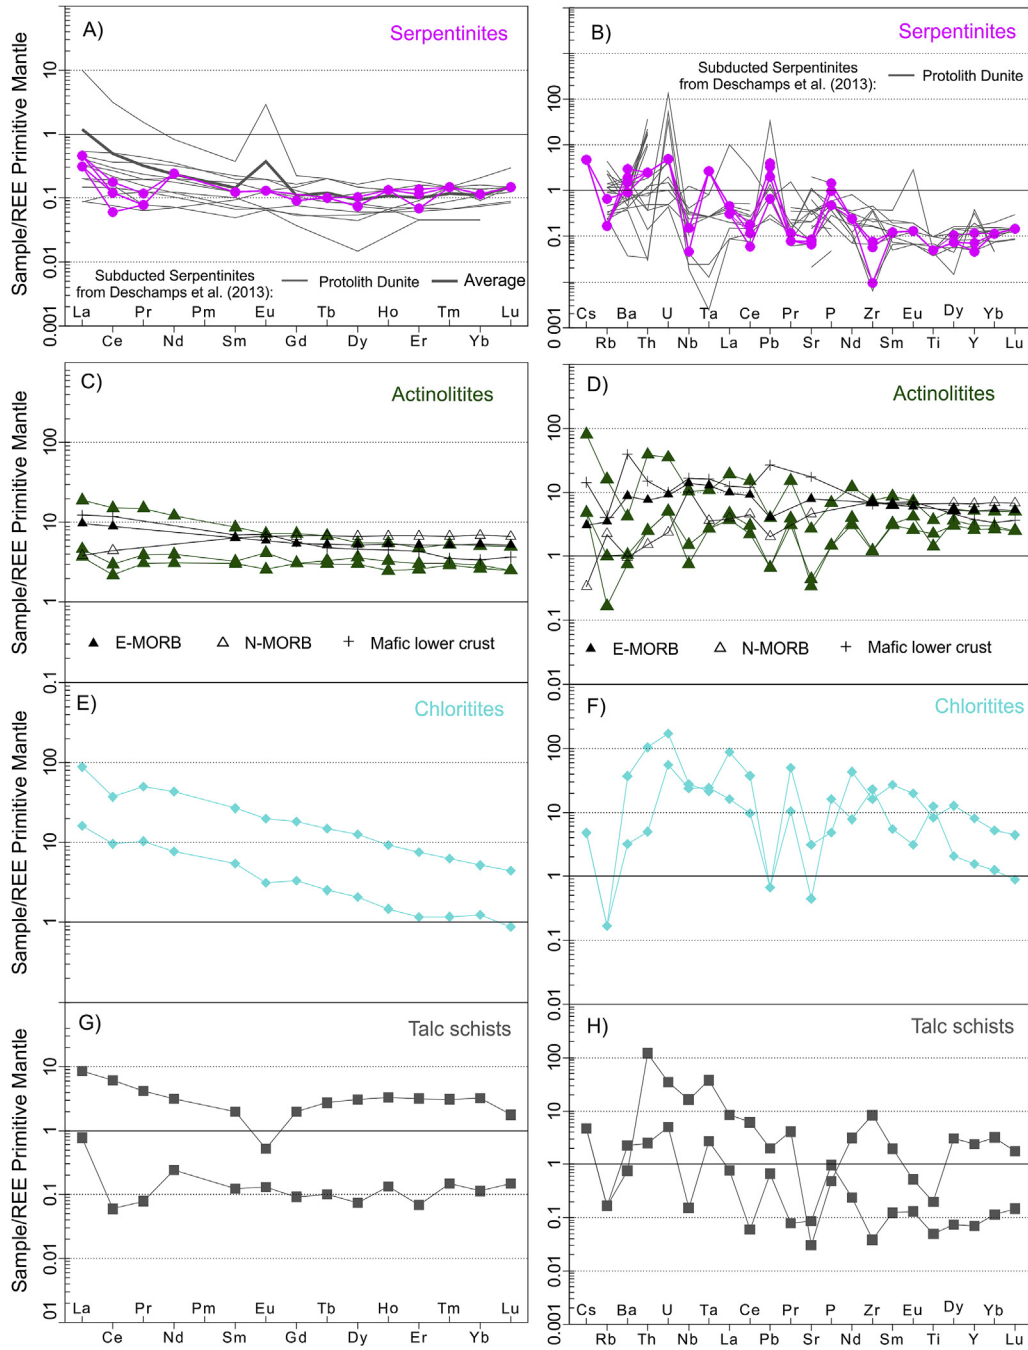 A)
Serpentinites
Sample/REE Primitive Mantle
10
1
0.1
0.01
0.001
Subducted Serpentinites
from Deschamps et al. (2013):
Protolith Dunite
Average
La
Pr
Pm
Eu
Tb
Ho
Tm
Lu
Ce
Nd
Sm
Gd
Dy
Er
Yb
B)
Serpentinites
Subducted Serpentinites
from Deschamps et al. (2013):
Protolith Dunite
100
10
1
0.1
0.01
0.001
Cs
Ba
U
Ta
La
Ce
Pr
P
Zr
Eu
Dy
Yb
Rb
Th
Nb
Pb
Sr
Nd
Sm
Ti
Y
Lu
C)
Actinolitites
Sample/REE Primitive Mantle
100
10
1
0.1
E-MORB
N-MORB
Mafic lower crust
D)
Actinolitites
100
10
1
0.1
0.01
E-MORB
N-MORB
Mafic lower crust
E)
Chloritites
Sample/REE Primitive Mantle
100
10
1
F)
Chloritites
100
10
1
0.1
0.01
G)
Talc schists
Sample/REE Primitive Mantle
10
1
0.1
0.01
01
La
Pr
Pm
Eu
Tb
Ho
Tm
Lu
Ce
Nd
Sm
Gd
Dy
Er
Yb
H)
Talc schists
100
10
1
0.1
0.01
0.001
Cs
Ba
U
Ta
La
Ce
Pr
P
Zr
Eu
Dy
Yb
Rb
Th
Nb
Pb
Sr
Nd
Sm
Ti
Y
Lu